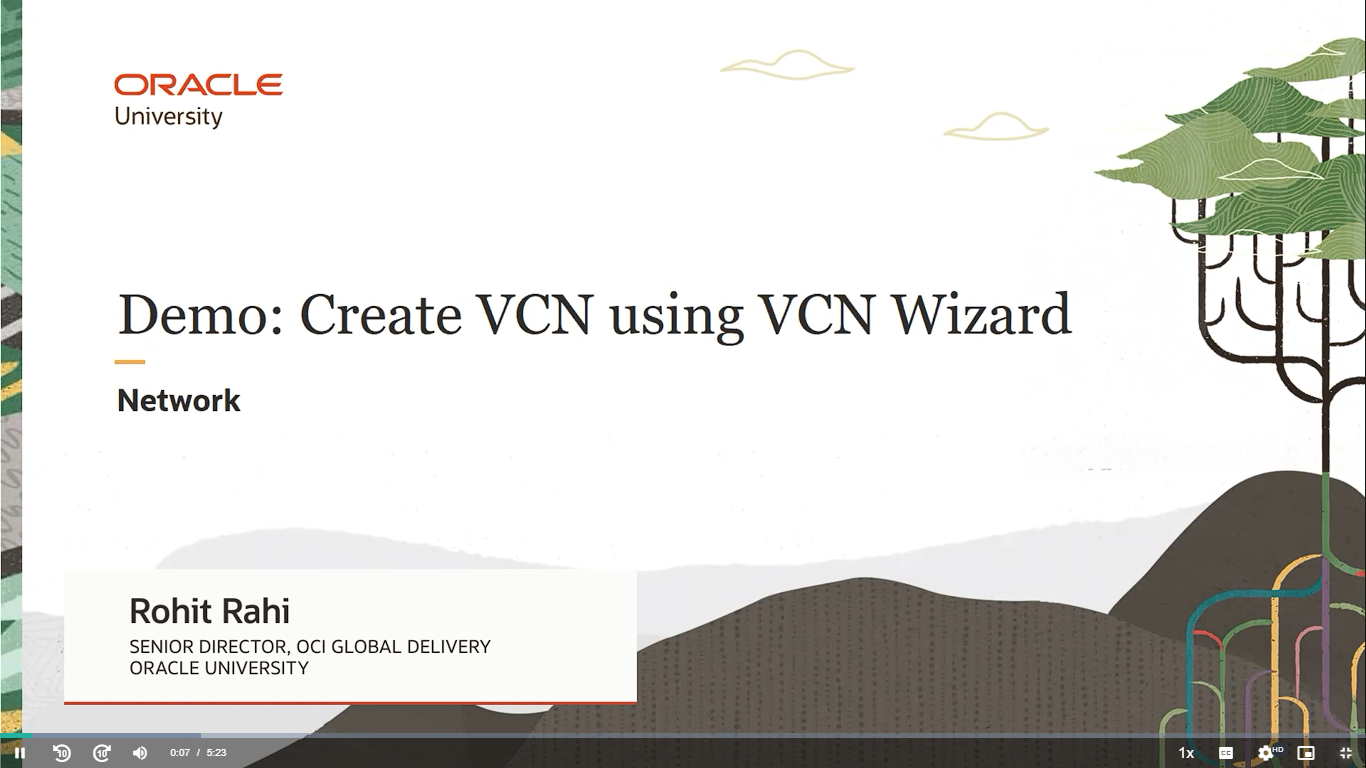 ORACLE
University
Demo: Create VCN using VCN Wizard
Network
Rohit Rahi
SENIOR DIRECTOR, OCI GLOBAL DELIVERY
ORACLE UNIVERSITY
10 10 0:07 / 5:23 1x CC HD